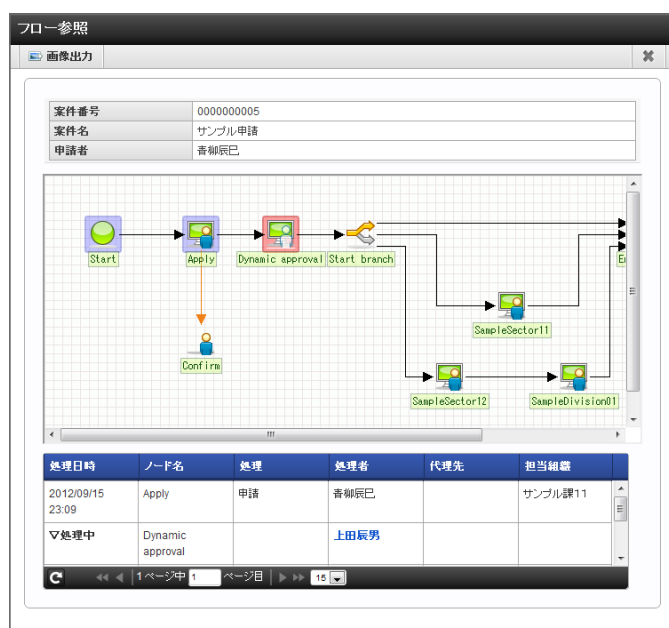 フロー参照
画像出力
案件番号 0000000005
案件名 サンプル申請
申請者 青柳辰巳
Start Apply Dynamic approval Start branch
Confirm
SampleSector11
SampleSector12 SampleDivision01
処理日時 ノード名 処理 処理者 代理先 担当組織
2012/09/15 Apply 申請 青柳辰巳 サンプル課11
23:09
▽処理中 Dynamic 上田辰男
approval
1 ページ中 1 ページ目 15